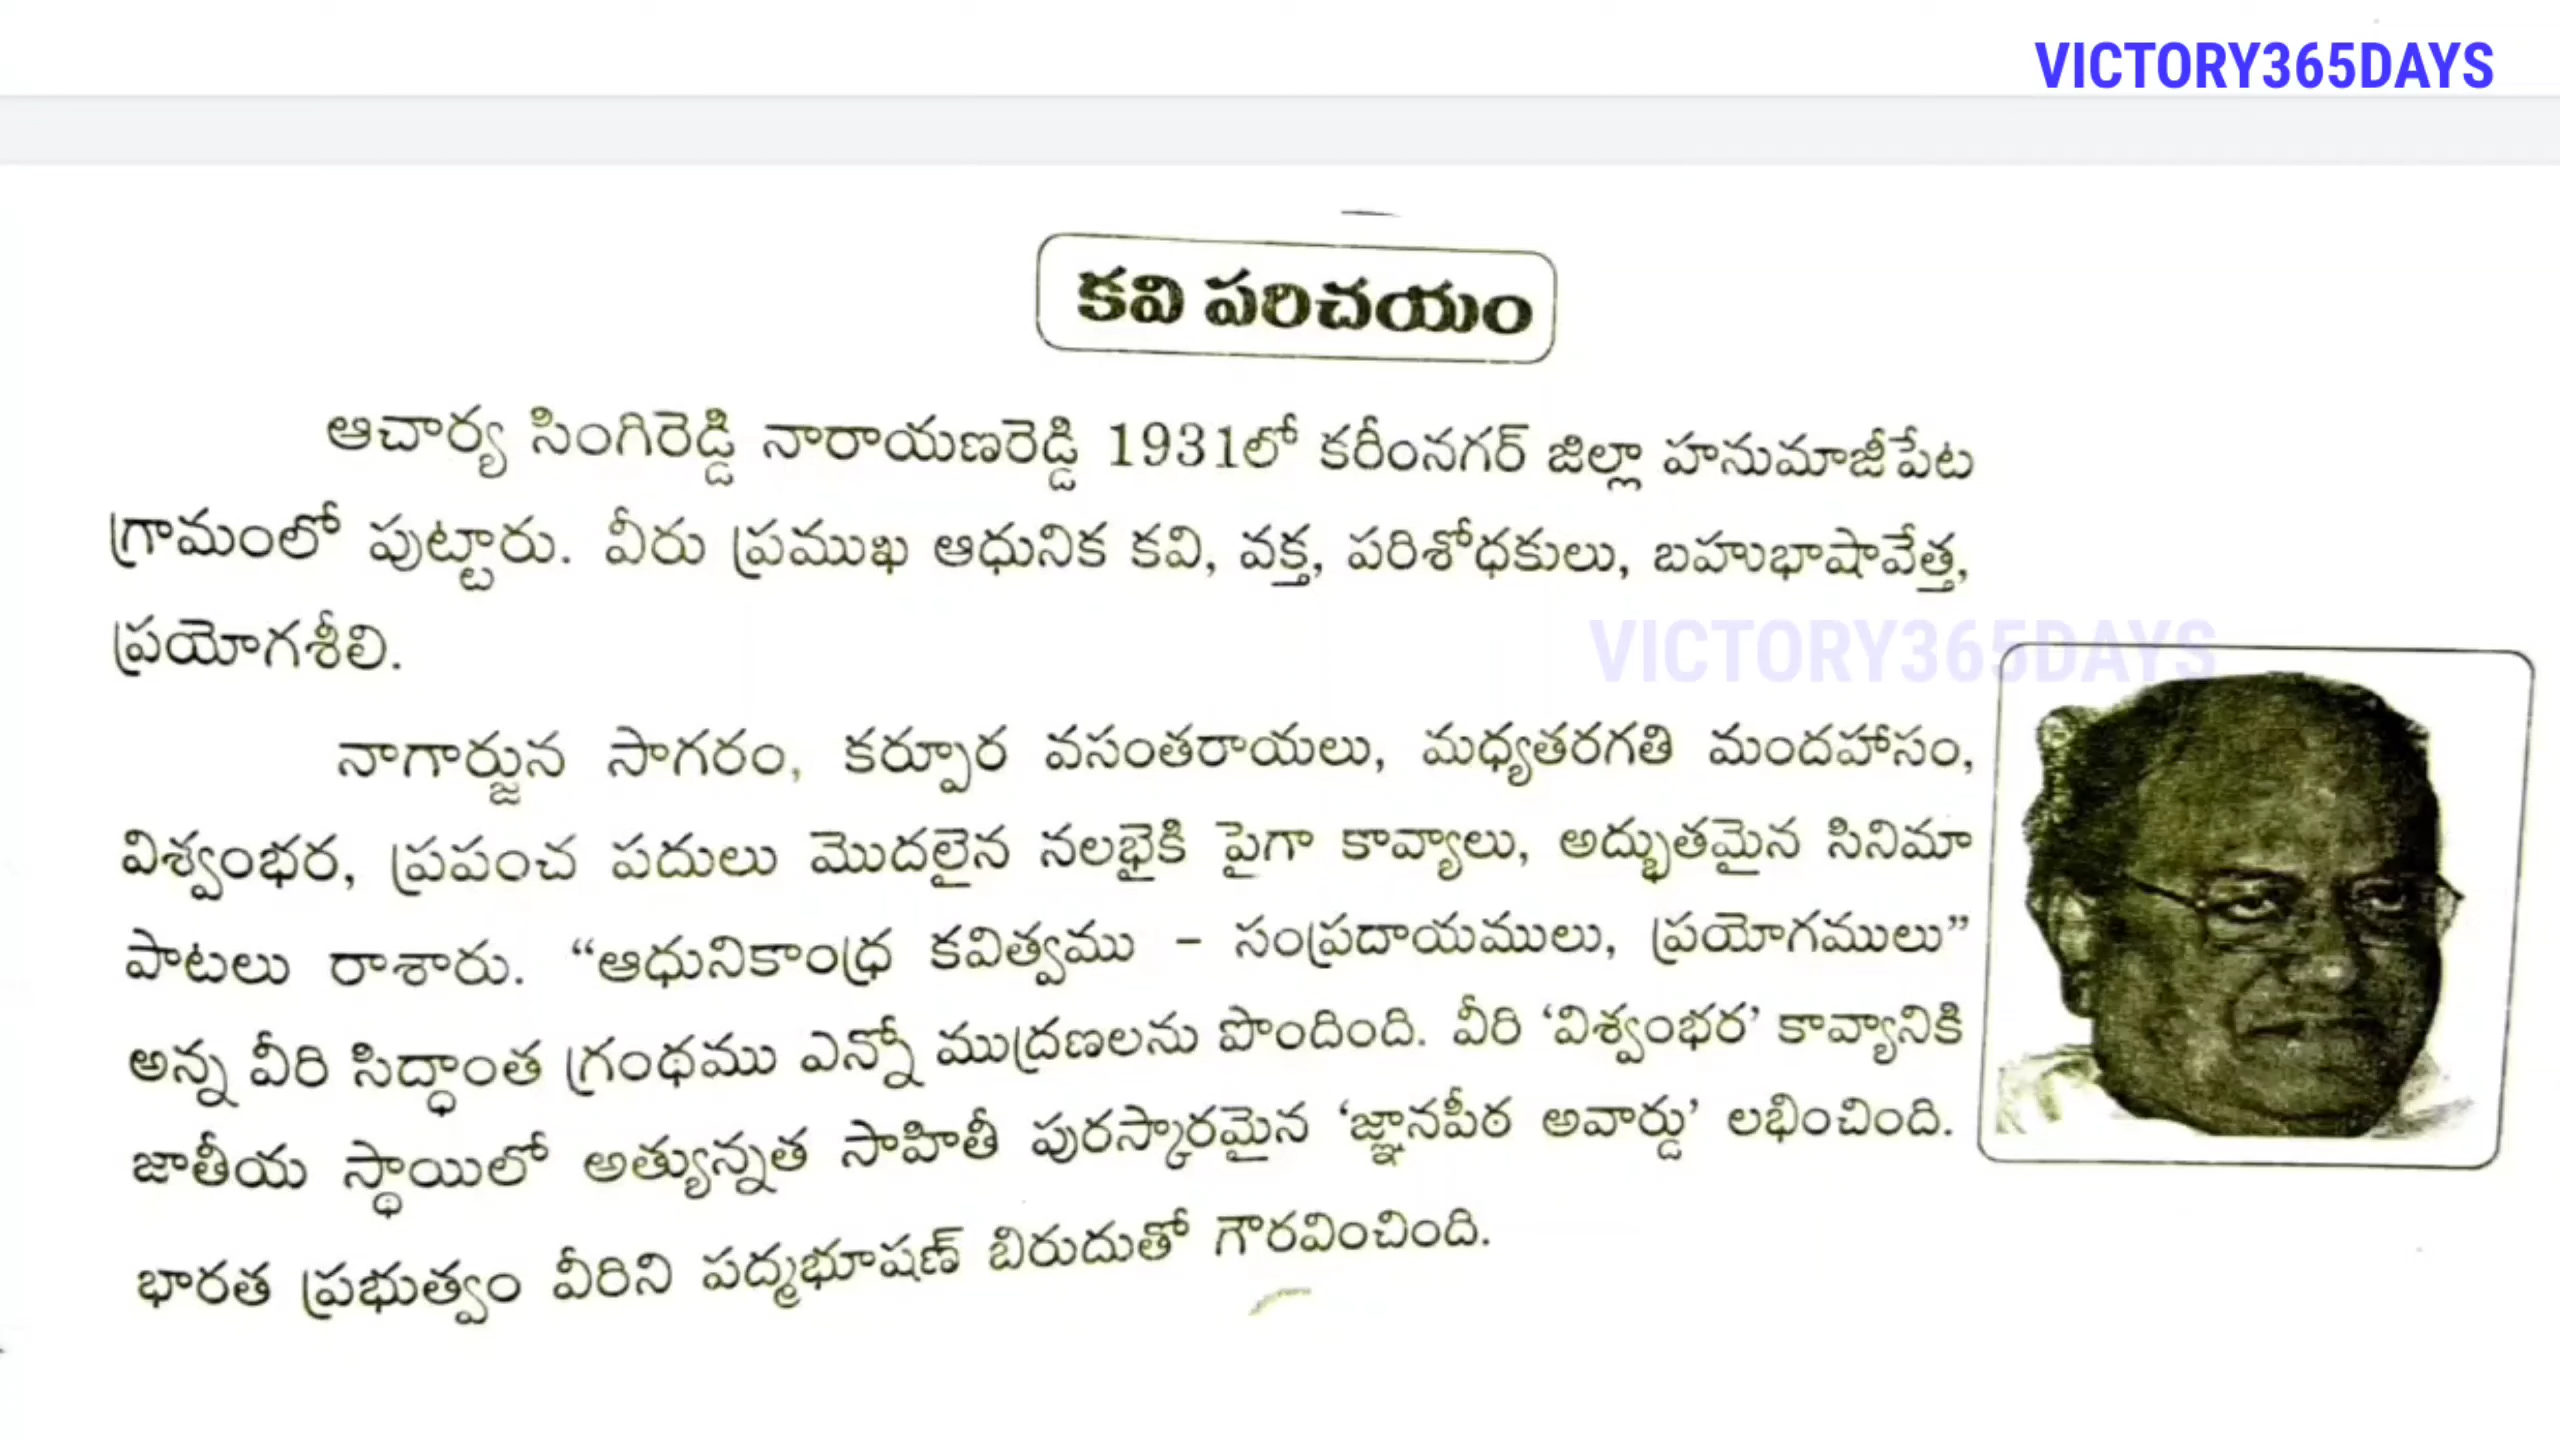 VICTORY365DAYS
కవి పరిచయం
ఆచార్య సింగిరెడ్డి నారాయణరెడ్డి 1931లో కరీంనగర్ జిల్లా హనుమాజీపేట
గ్రామంలో పుట్టారు. వీరు ప్రముఖ ఆధునిక కవి, వక్త, పరిశోధకులు, బహుభాషావేత్త,
ప్రయోగశీలి.
VICTORY365DAYS
నాగార్జున సాగరం, కర్పూర వసంతరాయలు, మధ్యతరగతి మందహాసం,
విశ్వంభర, ప్రపంచ పదులు మొదలైన నలభైకి పైగా కావ్యాలు, అద్భుతమైన సినిమా
పాటలు రాశారు. “ఆధునికాంధ్ర కవిత్వము - సంప్రదాయములు, ప్రయోగములు”
అన్న వీరి సిద్ధాంత గ్రంథము ఎన్నో ముద్రణలను పొందింది. వీరి ‘విశ్వంభర’ కావ్యానికి
జాతీయ స్థాయిలో అత్యున్నత సాహితీ పురస్కారమైన ‘జ్ఞానపీఠ అవార్డు’ లభించింది.
భారత ప్రభుత్వం వీరిని పద్మభూషణ్ బిరుదుతో గౌరవించింది.